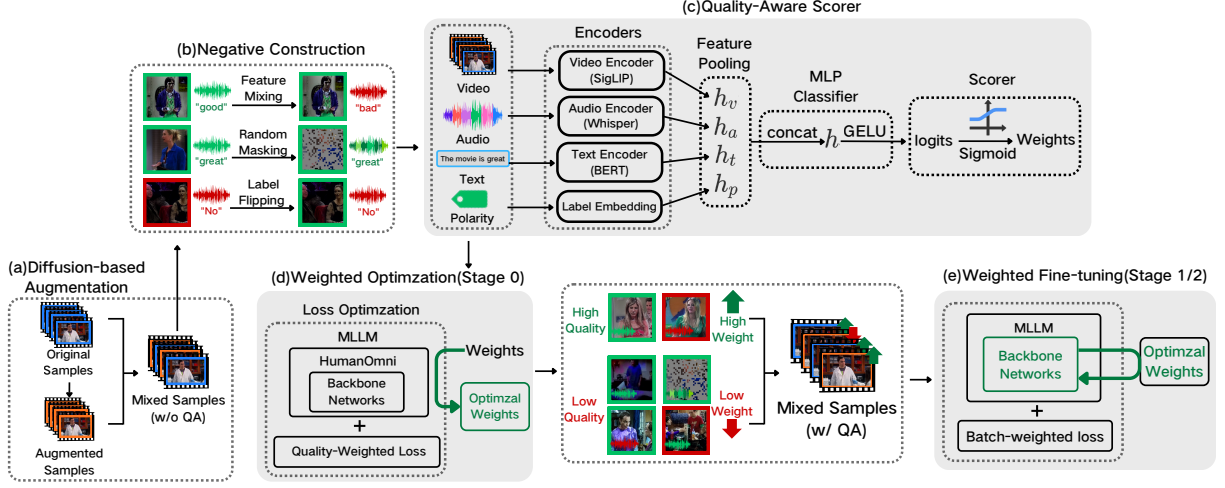 (c)Quality-Aware Scorer
(b)Negative Construction
"good"
Feature
Mixing
"bad"
"great"
Random
Masking
"great"
"No"
Label
Flipping
"No"
Video
Audio
The movie is great
Text
Polarity
Encoders
Video Encoder
(SigLIP)
Audio Encoder
(Whisper)
Text Encoder
(BERT)
Label Embedding
Feature
Pooling
h_v
h_a
h_t
h_p
MLP
Classifier
concat h GELU
Scorer
logits
Sigmoid
Weights
(a)Diffusion-based
Augmentation
Original
Samples
Augmented
Samples
Mixed Samples
(w/o QA)
(d)Weighted Optimzation(Stage 0)
Loss Optimzation
MLLM
HumanOmni
Backbone
Networks
+
Quality-Weighted Loss
Weights
Optimzal
Weights
High
Quality
High
Weight
Low
Quality
Low
Weight
Mixed Samples
(w/ QA)
(e)Weighted Fine-tuning(Stage 1/2)
MLLM
Backbone
Networks
Optimzal
Weights
+
Batch-weighted loss